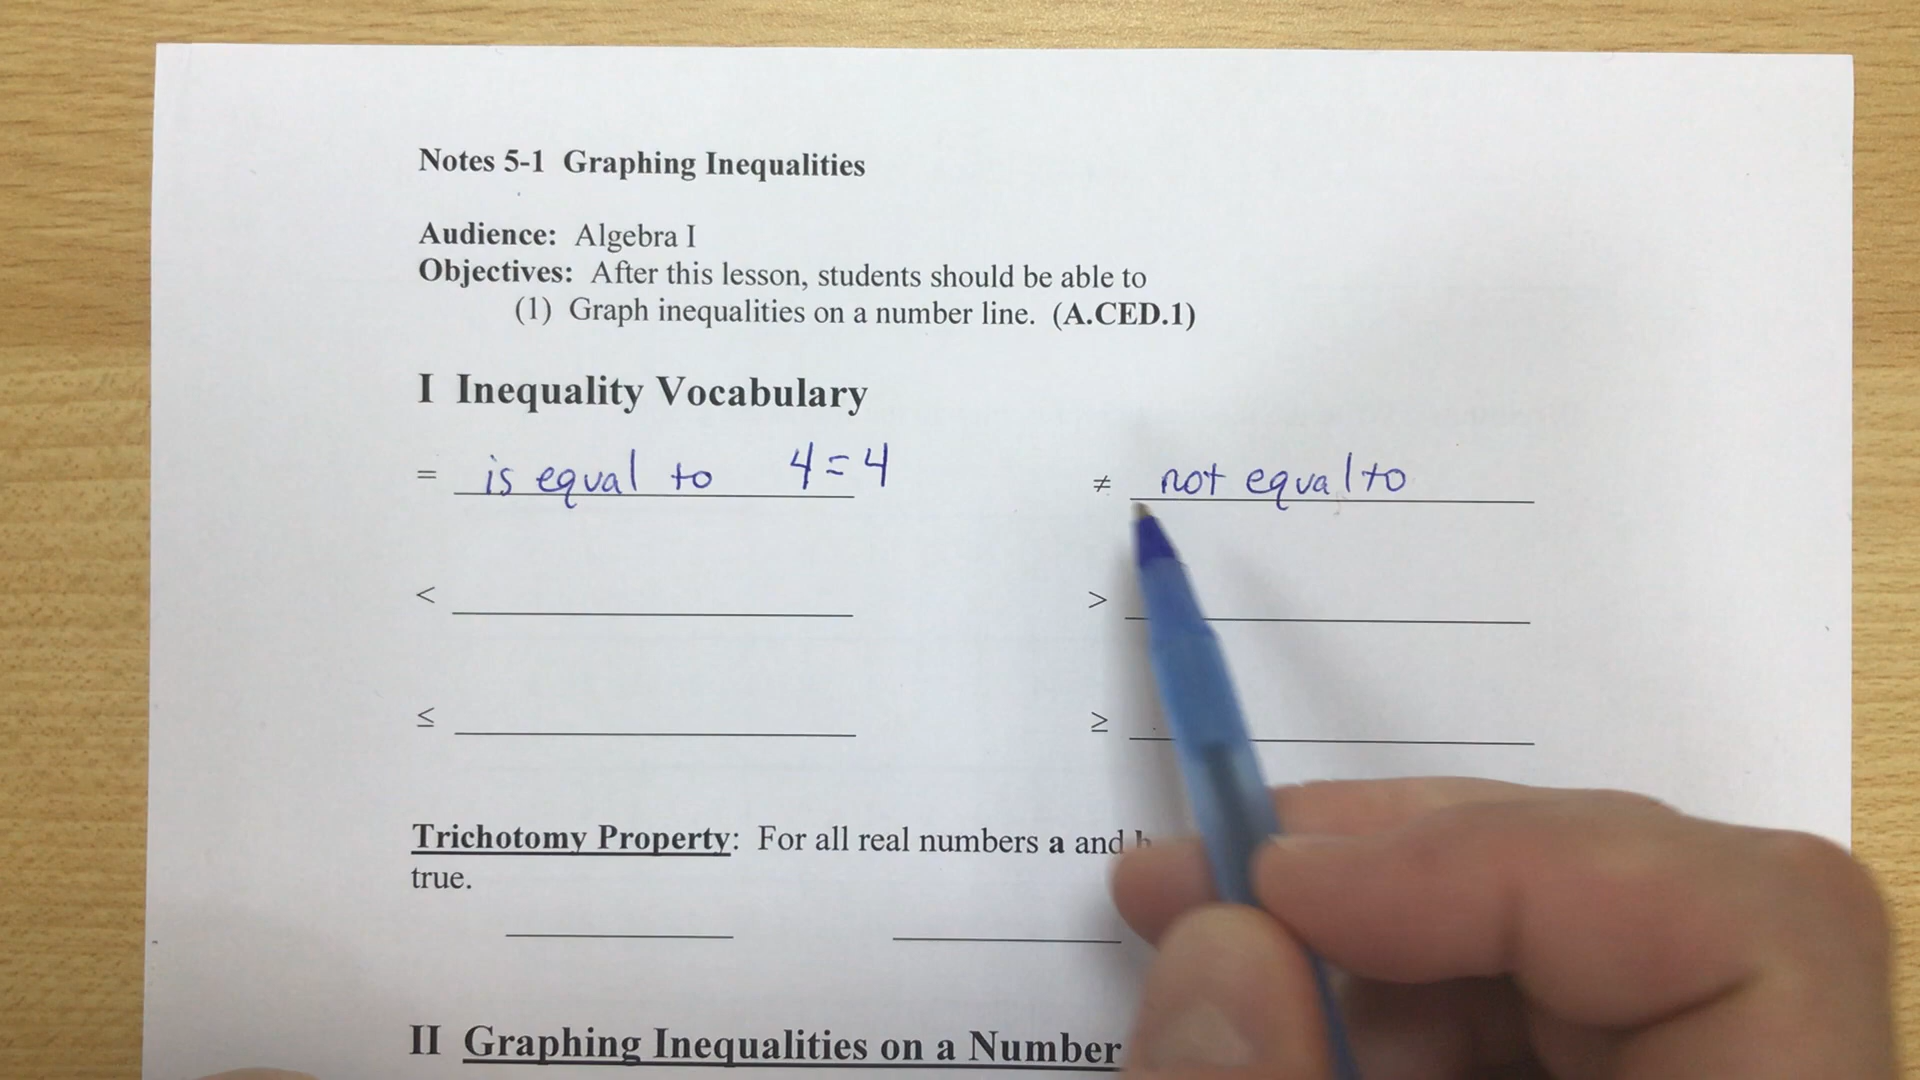 Notes 5-1 Graphing Inequalities
Audience: Algebra I
Objectives: After this lesson, students should be able to
(1) Graph inequalities on a number line. (A.CED.1)
I Inequality Vocabulary
= is equal to 4=4
≠ not equal to
<
>
≤
≥
Trichotomy Property: For all real numbers a and
true.
II Graphing Inequalities on a Number